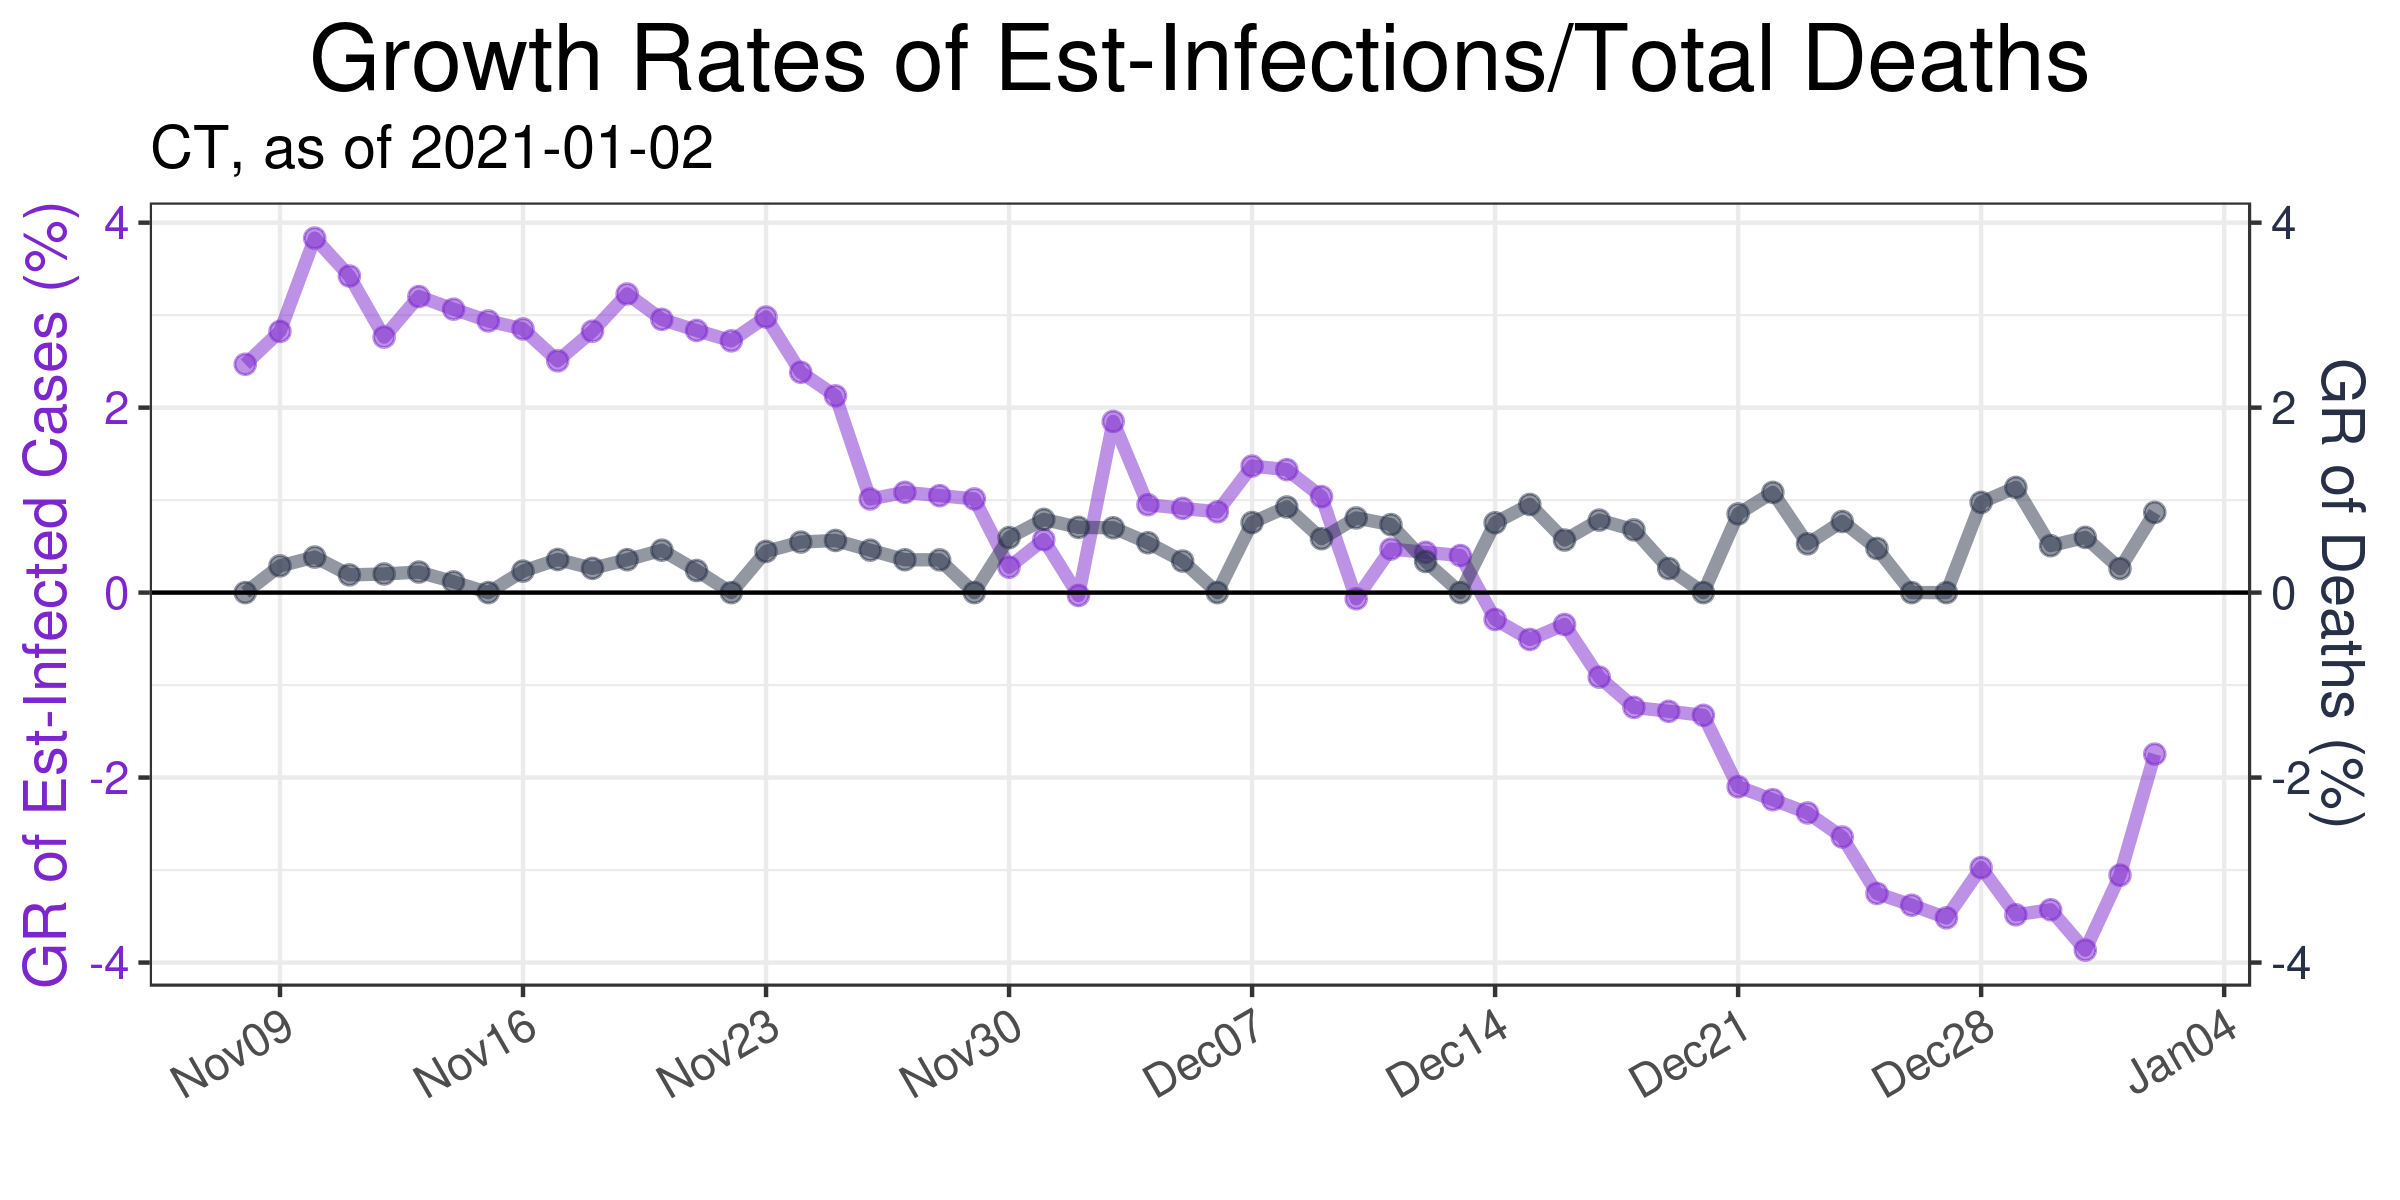 Growth Rates of Est-Infections/Total Deaths
CT, as of 2021-01-02
GR of Est-Infected Cases (%)
4
2
0
-2
-4
4
2
0
-2
-4
GR of Deaths (%)
Nov09
Nov16
Nov23
Nov30
Dec07
Dec14
Dec21
Dec28
Jan04